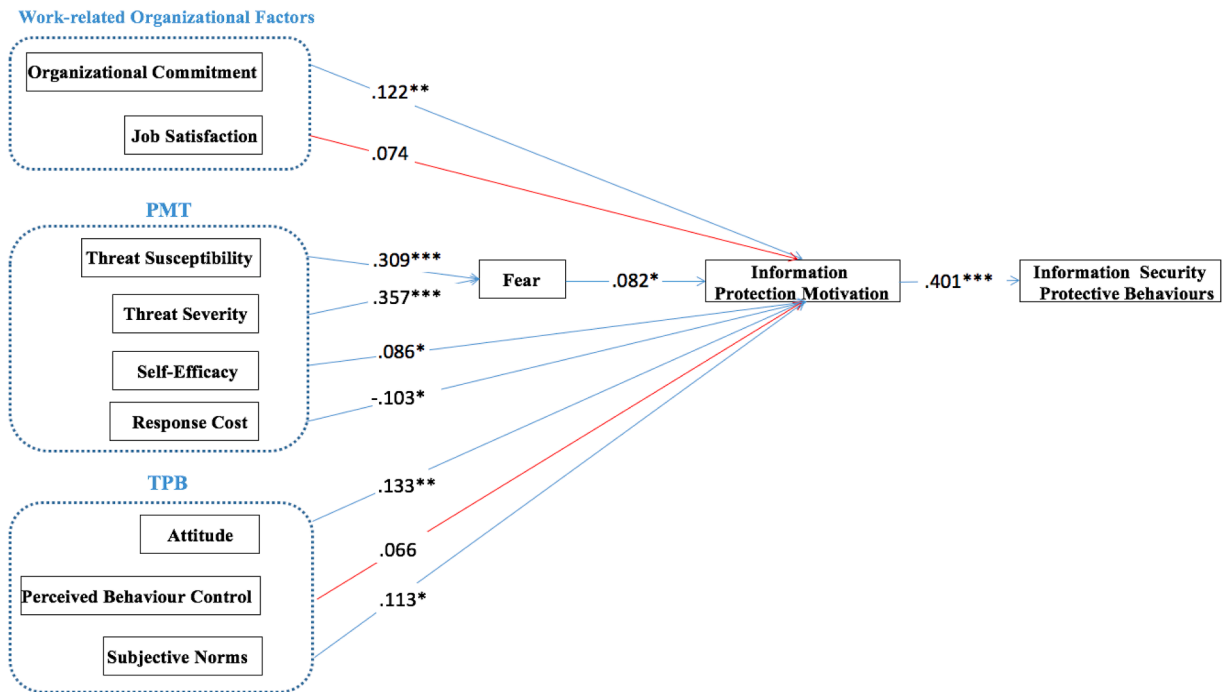 Work-related Organizational Factors
Organizational Commitment
.122**
Job Satisfaction
.074
PMT
Threat Susceptibility
.309***
Threat Severity
.357***
Fear
.082*
Information
Protection Motivation
.401***
Information Security
Protective Behaviours
Self-Efficacy
.086*
Response Cost
-.103*
TPB
.133**
Attitude
.066
Perceived Behaviour Control
.113*
Subjective Norms